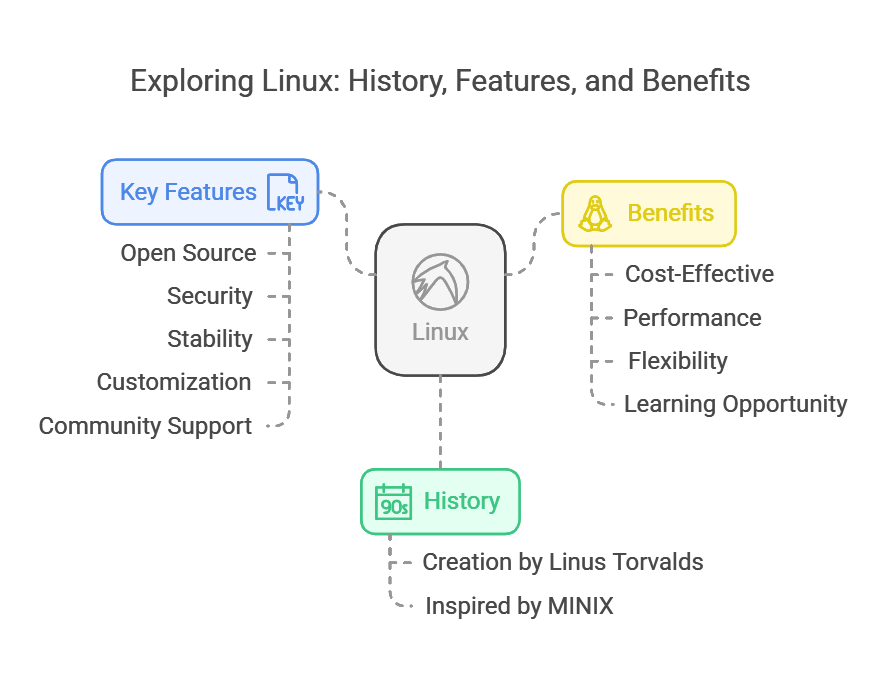 Exploring Linux: History, Features, and Benefits
Key Features
KEY
Open Source
Security
Stability
Customization
Community Support
Linux
Benefits
Cost-Effective
Performance
Flexibility
Learning Opportunity
90s
History
Creation by Linus Torvalds
Inspired by MINIX